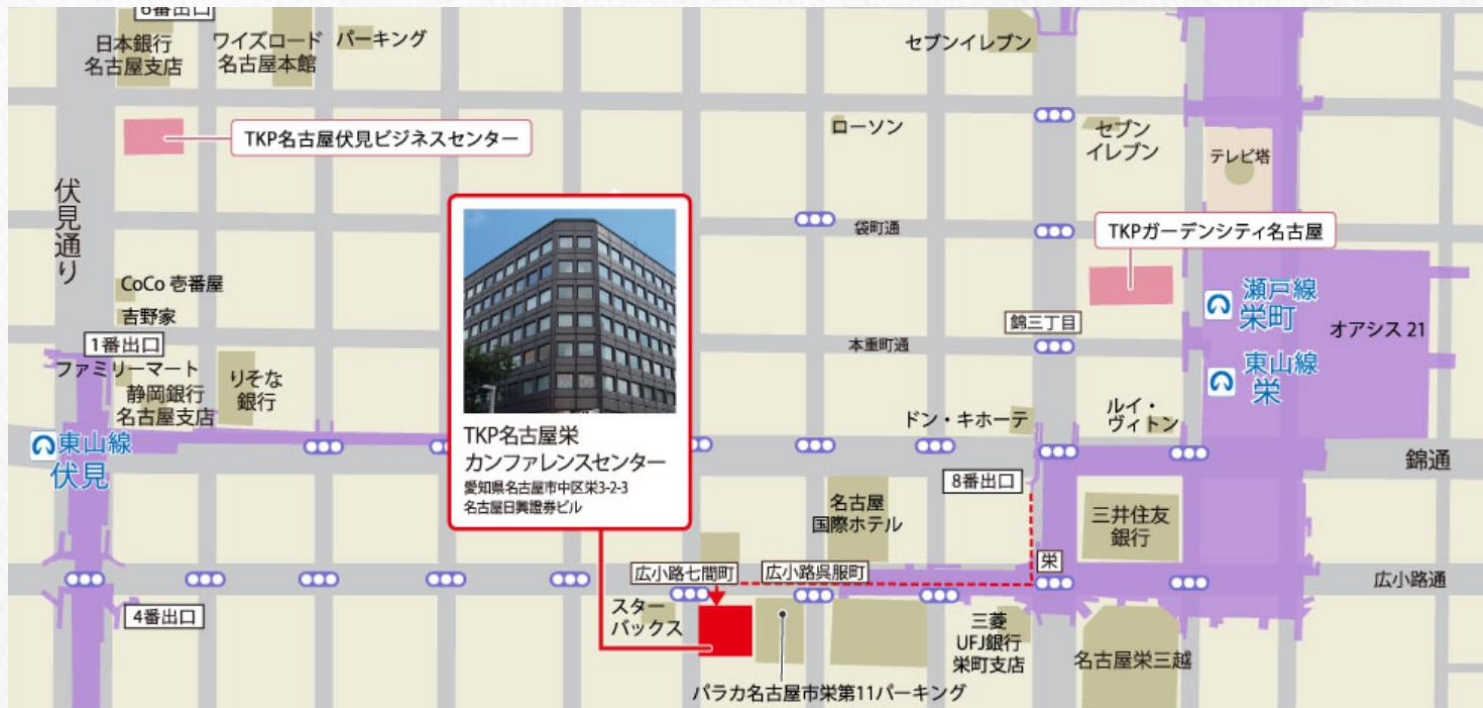 6番出口
日本銀行
名古屋支店
ワイズロード
名古屋本館
パーキング
セブンイレブン
TKP名古屋伏見ビジネスセンター
ローソン
セブン
イレブン
テレビ塔
伏見通り
袋町通
TKPガーデンシティ名古屋
CoCo 壱番屋
吉野家
瀬戸線
栄町
オアシス 21
1番出口
錦三丁目
本重町通
ファミリーマート
静岡銀行
名古屋支店
りそな
銀行
東山線
栄
ドン・キホーテ
ルイ・
ヴィトン
東山線
伏見
錦通
TKP名古屋栄
カンファレンスセンター
愛知県名古屋市中区栄3-2-3
名古屋日興證券ビル
8番出口
名古屋
国際ホテル
三井住友
銀行
栄
広小路七間町
広小路呉服町
広小路通
4番出口
スター
バックス
三菱
UFJ銀行
栄町支店
名古屋栄三越
パラカ名古屋市栄第11パーキング